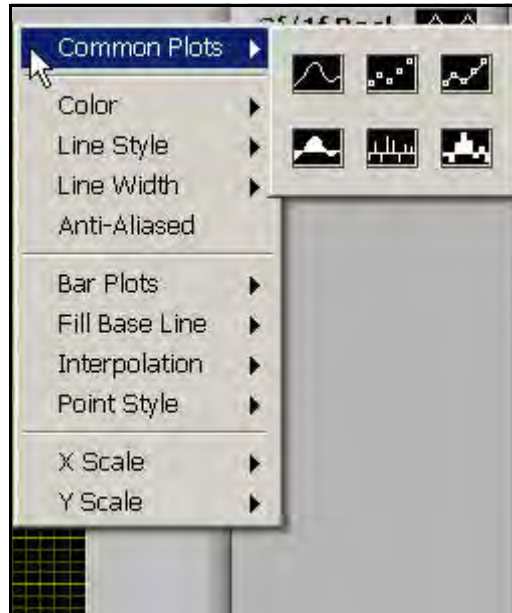 Common Plots
Color
Line Style
Line Width
Anti-Aliased
Bar Plots
Fill Base Line
Interpolation
Point Style
X Scale
Y Scale